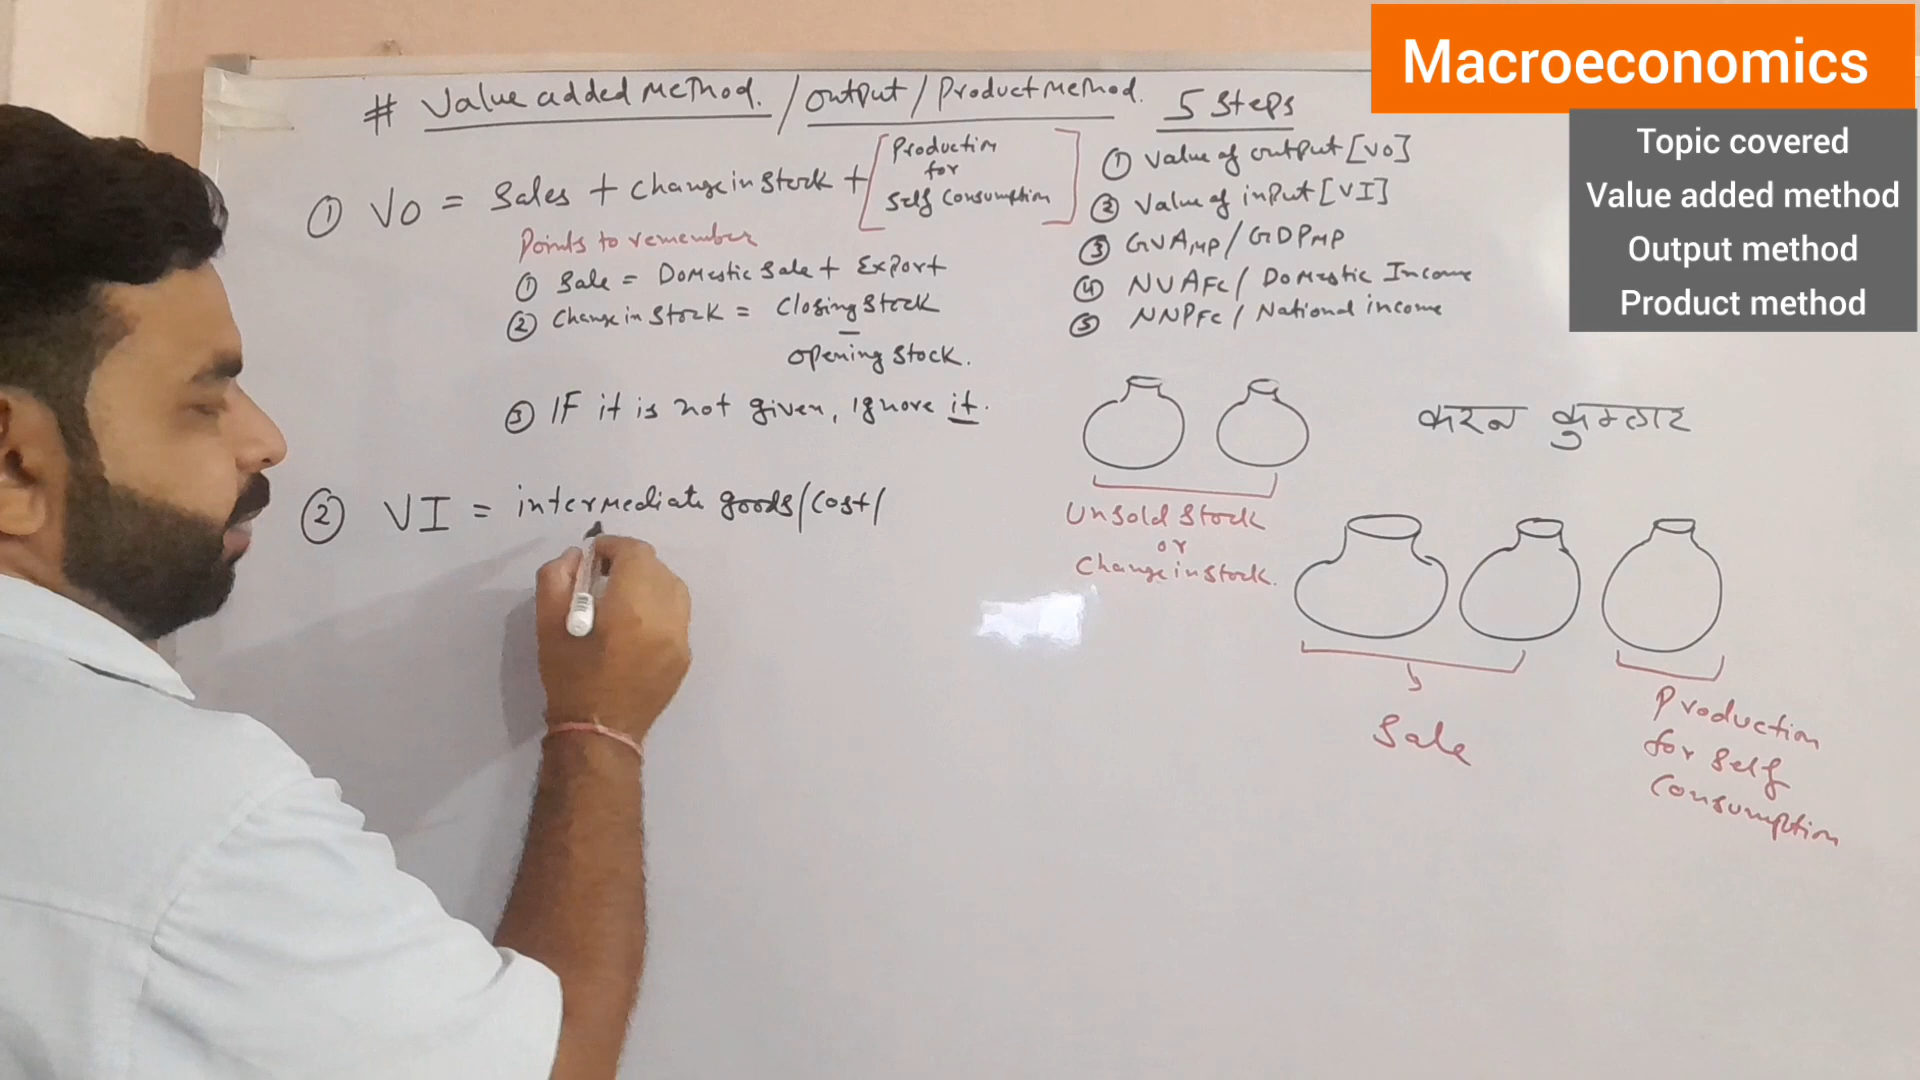 Macroeconomics
Topic covered
Value added method
Output method
Product method
# Value added method. / output / Product method.
5 Steps
① VO = Sales + change in stock + [Production
for
Self Consumption]
Points to remember
① Sale = Domestic Sale + Export
② Change in Stock = Closing Stock
–
opening stock.
③ IF it is not given, ignore it.
② VI = intermediate goods/cost/
① Value of output [VO]
② Value of input [VI]
③ GVAMP / GDPMP
④ NVAFC / Domestic Income
⑤ NNPFC / National income
करन कुम्हार
Unsold Stock
or
Change in stock.
Sale
Production
for Self
Consumption